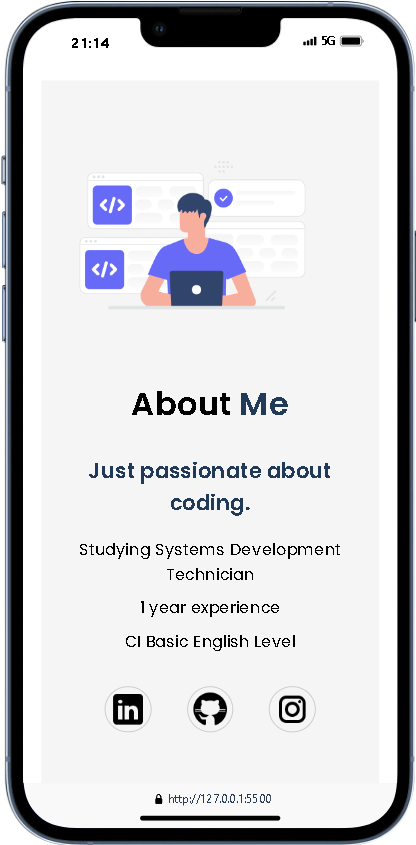 21:14 5G
</>
</>
About Me
Just passionate about
coding.
Studying Systems Development
Technician
1 year experience
CI Basic English Level
in
http://127.0.0.1:5500